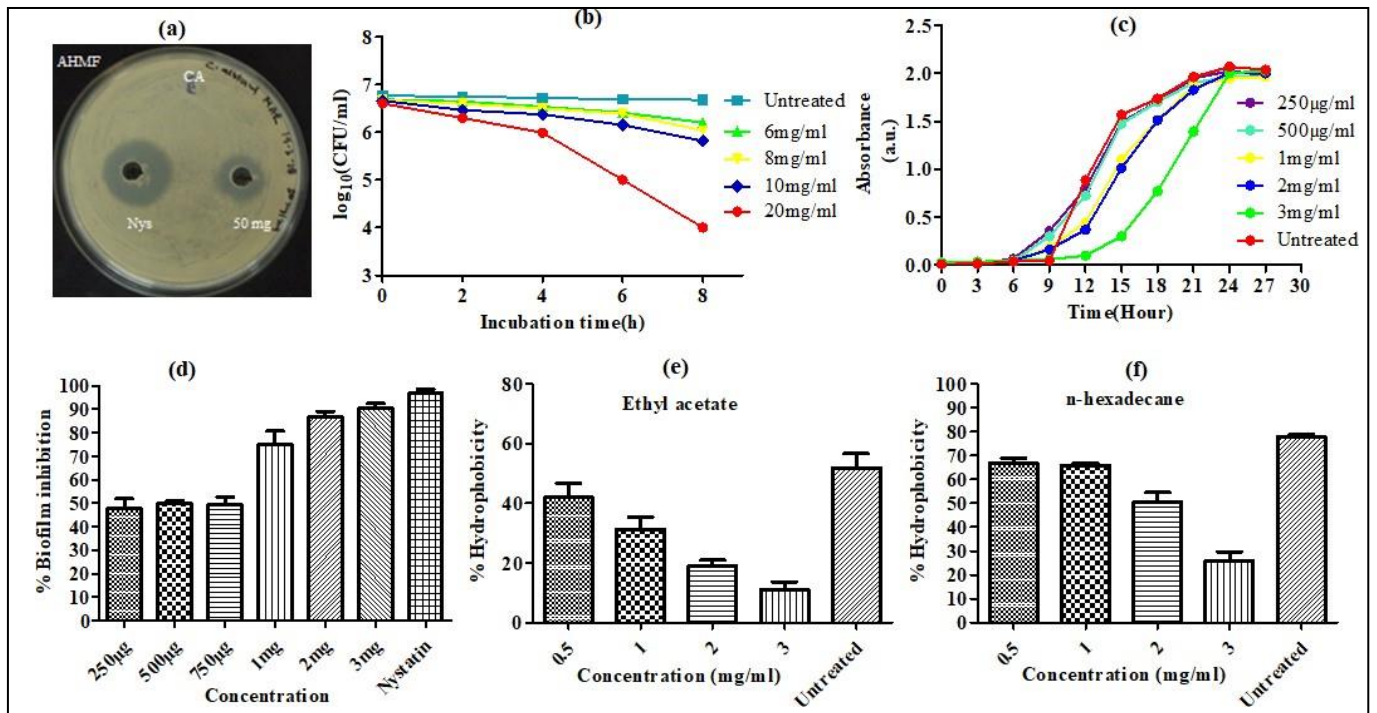 (a)
AHMF
CA
Nys
50 mg
(b)
log10(CFU/ml)
8
7
6
5
4
3
0 2 4 6 8
Incubation time(h)
Untreated
6mg/ml
8mg/ml
10mg/ml
20mg/ml
(c)
Absorbance
(a.u.)
2.5
2.0
1.5
1.0
0.5
0.0
0 3 6 9 12 15 18 21 24 27 30
Time(Hour)
250µg/ml
500µg/ml
1mg/ml
2mg/ml
3mg/ml
Untreated
(d)
% Biofilm inhibition
100
90
80
70
60
50
40
30
20
10
0
250µg 500µg 750µg 1mg 2mg 3mg Nystatin
Concentration
(e)
Ethyl acetate
% Hydrophobicity
80
60
40
20
0
0.5 1 2 3 Untreated
Concentration (mg/ml)
(f)
n-hexadecane
% Hydrophobicity
100
90
80
70
60
50
40
30
20
10
0
0.5 1 2 3 Untreated
Concentration (mg/ml)